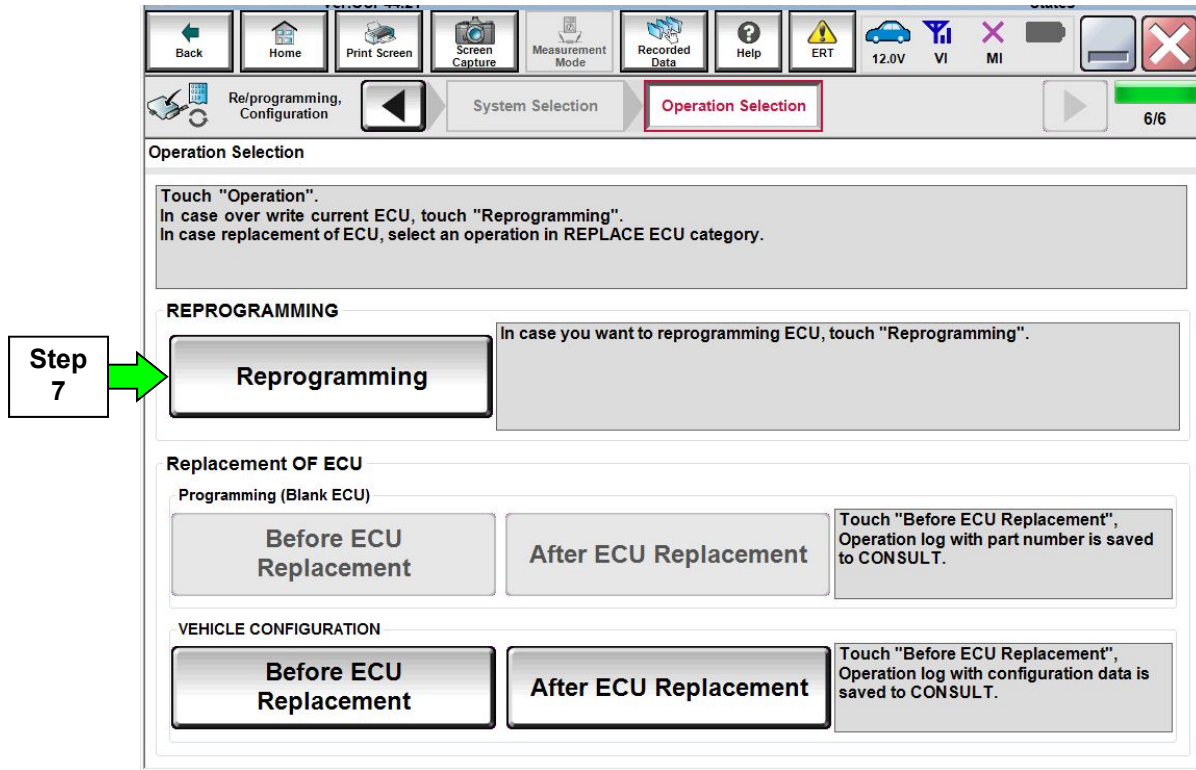 Back
Home
Print Screen
Screen
Capture
Measurement
Mode
Recorded
Data
Help
ERT
12.0V
VI
MI
Re/programming,
Configuration
System Selection
Operation Selection
6/6
Operation Selection
Touch "Operation".
In case over write current ECU, touch "Reprogramming".
In case replacement of ECU, select an operation in REPLACE ECU category.
REPROGRAMMING
Step
7
Reprogramming
In case you want to reprogramming ECU, touch "Reprogramming".
Replacement OF ECU
Programming (Blank ECU)
Before ECU
Replacement
After ECU Replacement
Touch "Before ECU Replacement",
Operation log with part number is saved
to CONSULT.
VEHICLE CONFIGURATION
Before ECU
Replacement
After ECU Replacement
Touch "Before ECU Replacement",
Operation log with configuration data is
saved to CONSULT.